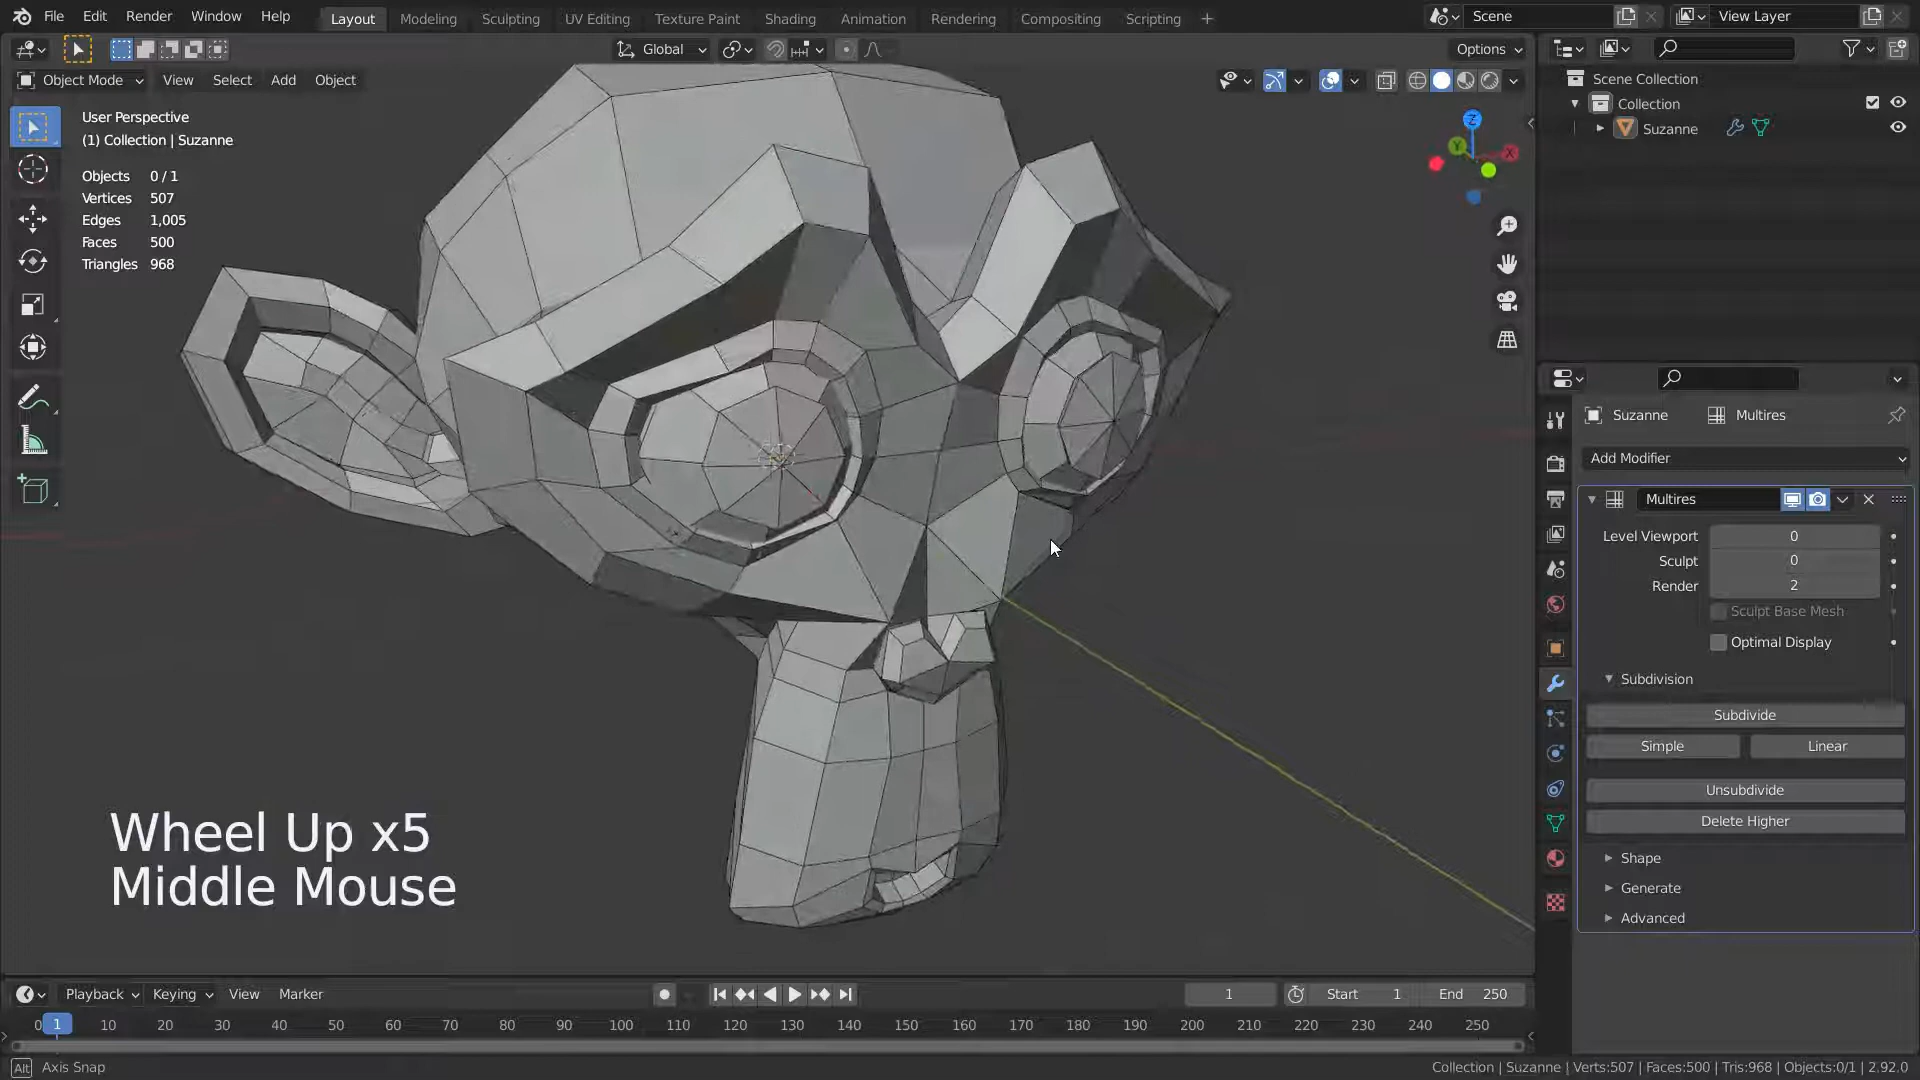 File Edit Render Window Help Layout Modeling Sculpting UV Editing Texture Paint Shading Animation Rendering Compositing Scripting + Scene View Layer
Global Options
Object Mode View Select Add Object
Scene Collection
Collection
Suzanne
User Perspective
(1) Collection | Suzanne
Objects 0 / 1
Vertices 507
Edges 1,005
Faces 500
Triangles 968
Z
Y
X
Suzanne Multires
Add Modifier
Multires
Level Viewport 0
Sculpt 0
Render 2
Sculpt Base Mesh
Optimal Display
Subdivision
Subdivide
Simple Linear
Unsubdivide
Delete Higher
Shape
Generate
Advanced
Wheel Up x5
Middle Mouse
Playback Keying View Marker 1 Start 1 End 250
0 1 10 20 30 40 50 60 70 80 90 100 110 120 130 140 150 160 170 180 190 200 210 220 230 240 250
Alt Axis Snap Collection | Suzanne | Verts:507 | Faces:500 | Tris:968 | Objects:0/1 | 2.92.0